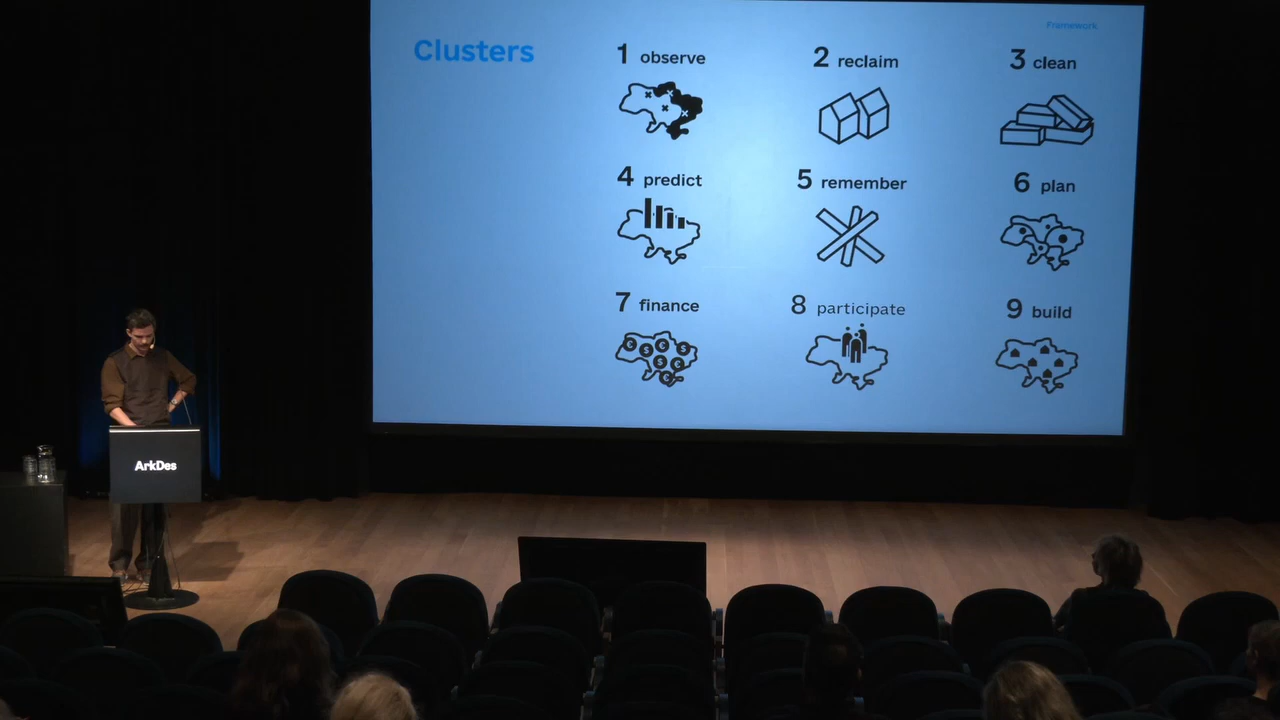 Framework
Clusters
1 observe
2 reclaim
3 clean
4 predict
5 remember
6 plan
7 finance
8 participate
9 build
ArkDes